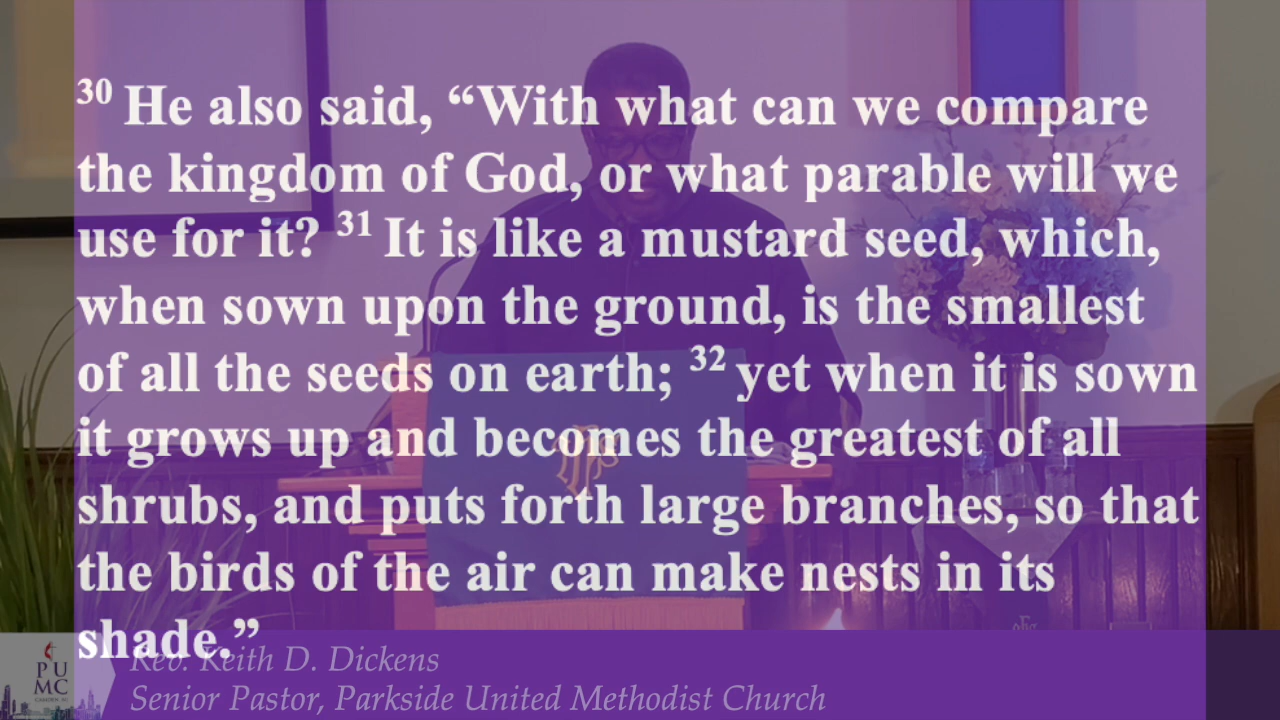 30 He also said, “With what can we compare
the kingdom of God, or what parable will we
use for it? 31 It is like a mustard seed, which,
when sown upon the ground, is the smallest
of all the seeds on earth; 32 yet when it is sown
it grows up and becomes the greatest of all
shrubs, and puts forth large branches, so that
the birds of the air can make nests in its
shade.”
Rev. Keith D. Dickens
Senior Pastor, Parkside United Methodist Church
P U
MC